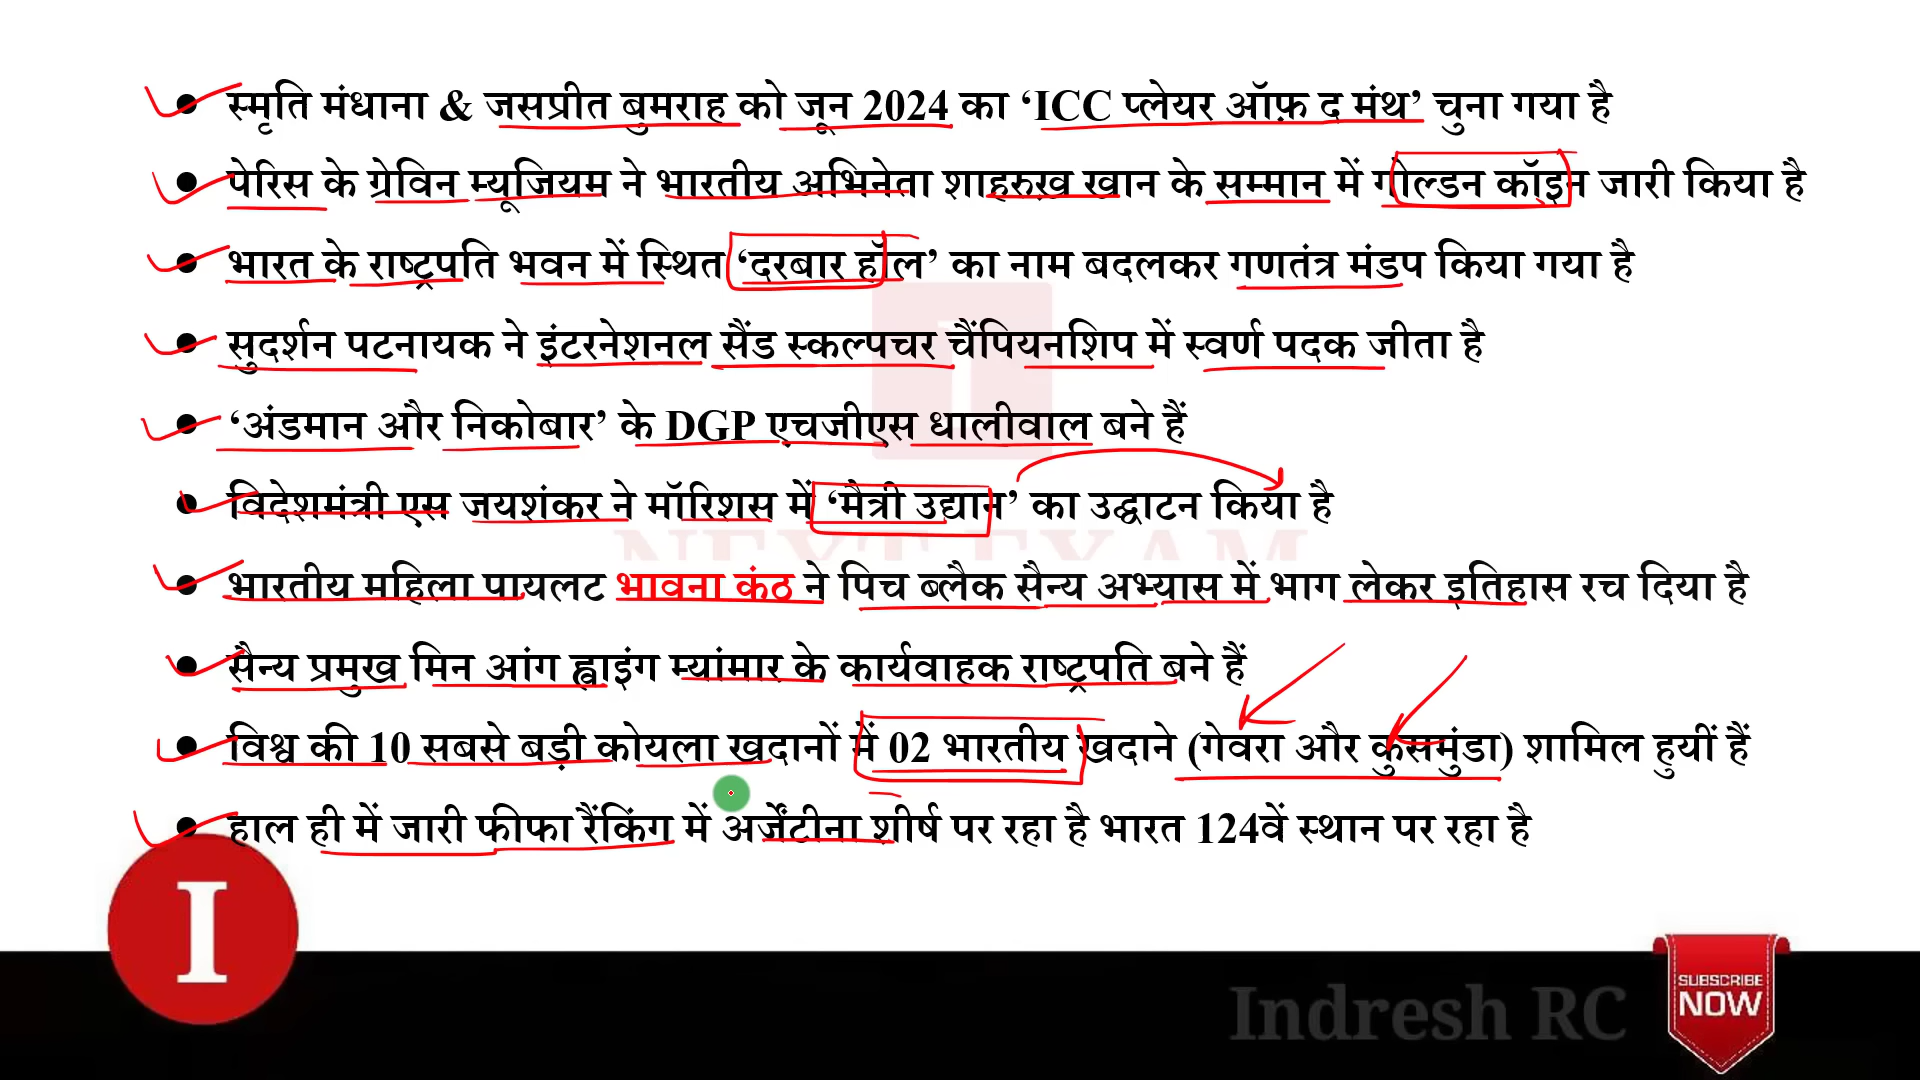 ● स्मृति मंधाना & जसप्रीत बुमराह को जून 2024 का ‘ICC प्लेयर ऑफ़ द मंथ’ चुना गया है
● पेरिस के ग्रेविन म्यूजियम ने भारतीय अभिनेता शाहरुख़ खान के सम्मान में गोल्डन कॉइन जारी किया है
● भारत के राष्ट्रपति भवन में स्थित ‘दरबार हॉल’ का नाम बदलकर गणतंत्र मंडप किया गया है
● सुदर्शन पटनायक ने इंटरनेशनल सैंड स्कल्पचर चैंपियनशिप में स्वर्ण पदक जीता है
● ‘अंडमान और निकोबार’ के DGP एचजीएस धालीवाल बने हैं
● विदेशमंत्री एस जयशंकर ने मॉरिशस में ‘मैत्री उद्यान’ का उद्घाटन किया है
NEXT EXAM
● भारतीय महिला पायलट भावना कंठ ने पिच ब्लैक सैन्य अभ्यास में भाग लेकर इतिहास रच दिया है
● सैन्य प्रमुख मिन आंग ह्लाइंग म्यांमार के कार्यवाहक राष्ट्रपति बने हैं
● विश्व की 10 सबसे बड़ी कोयला खदानों में 02 भारतीय खदाने (गेवरा और कुसमुंडा) शामिल हुयीं हैं
● हाल ही में जारी फीफा रैंकिंग में अर्जेंटीना शीर्ष पर रहा है भारत 124वें स्थान पर रहा है
I
Indresh RC
SUBSCRIBE
NOW